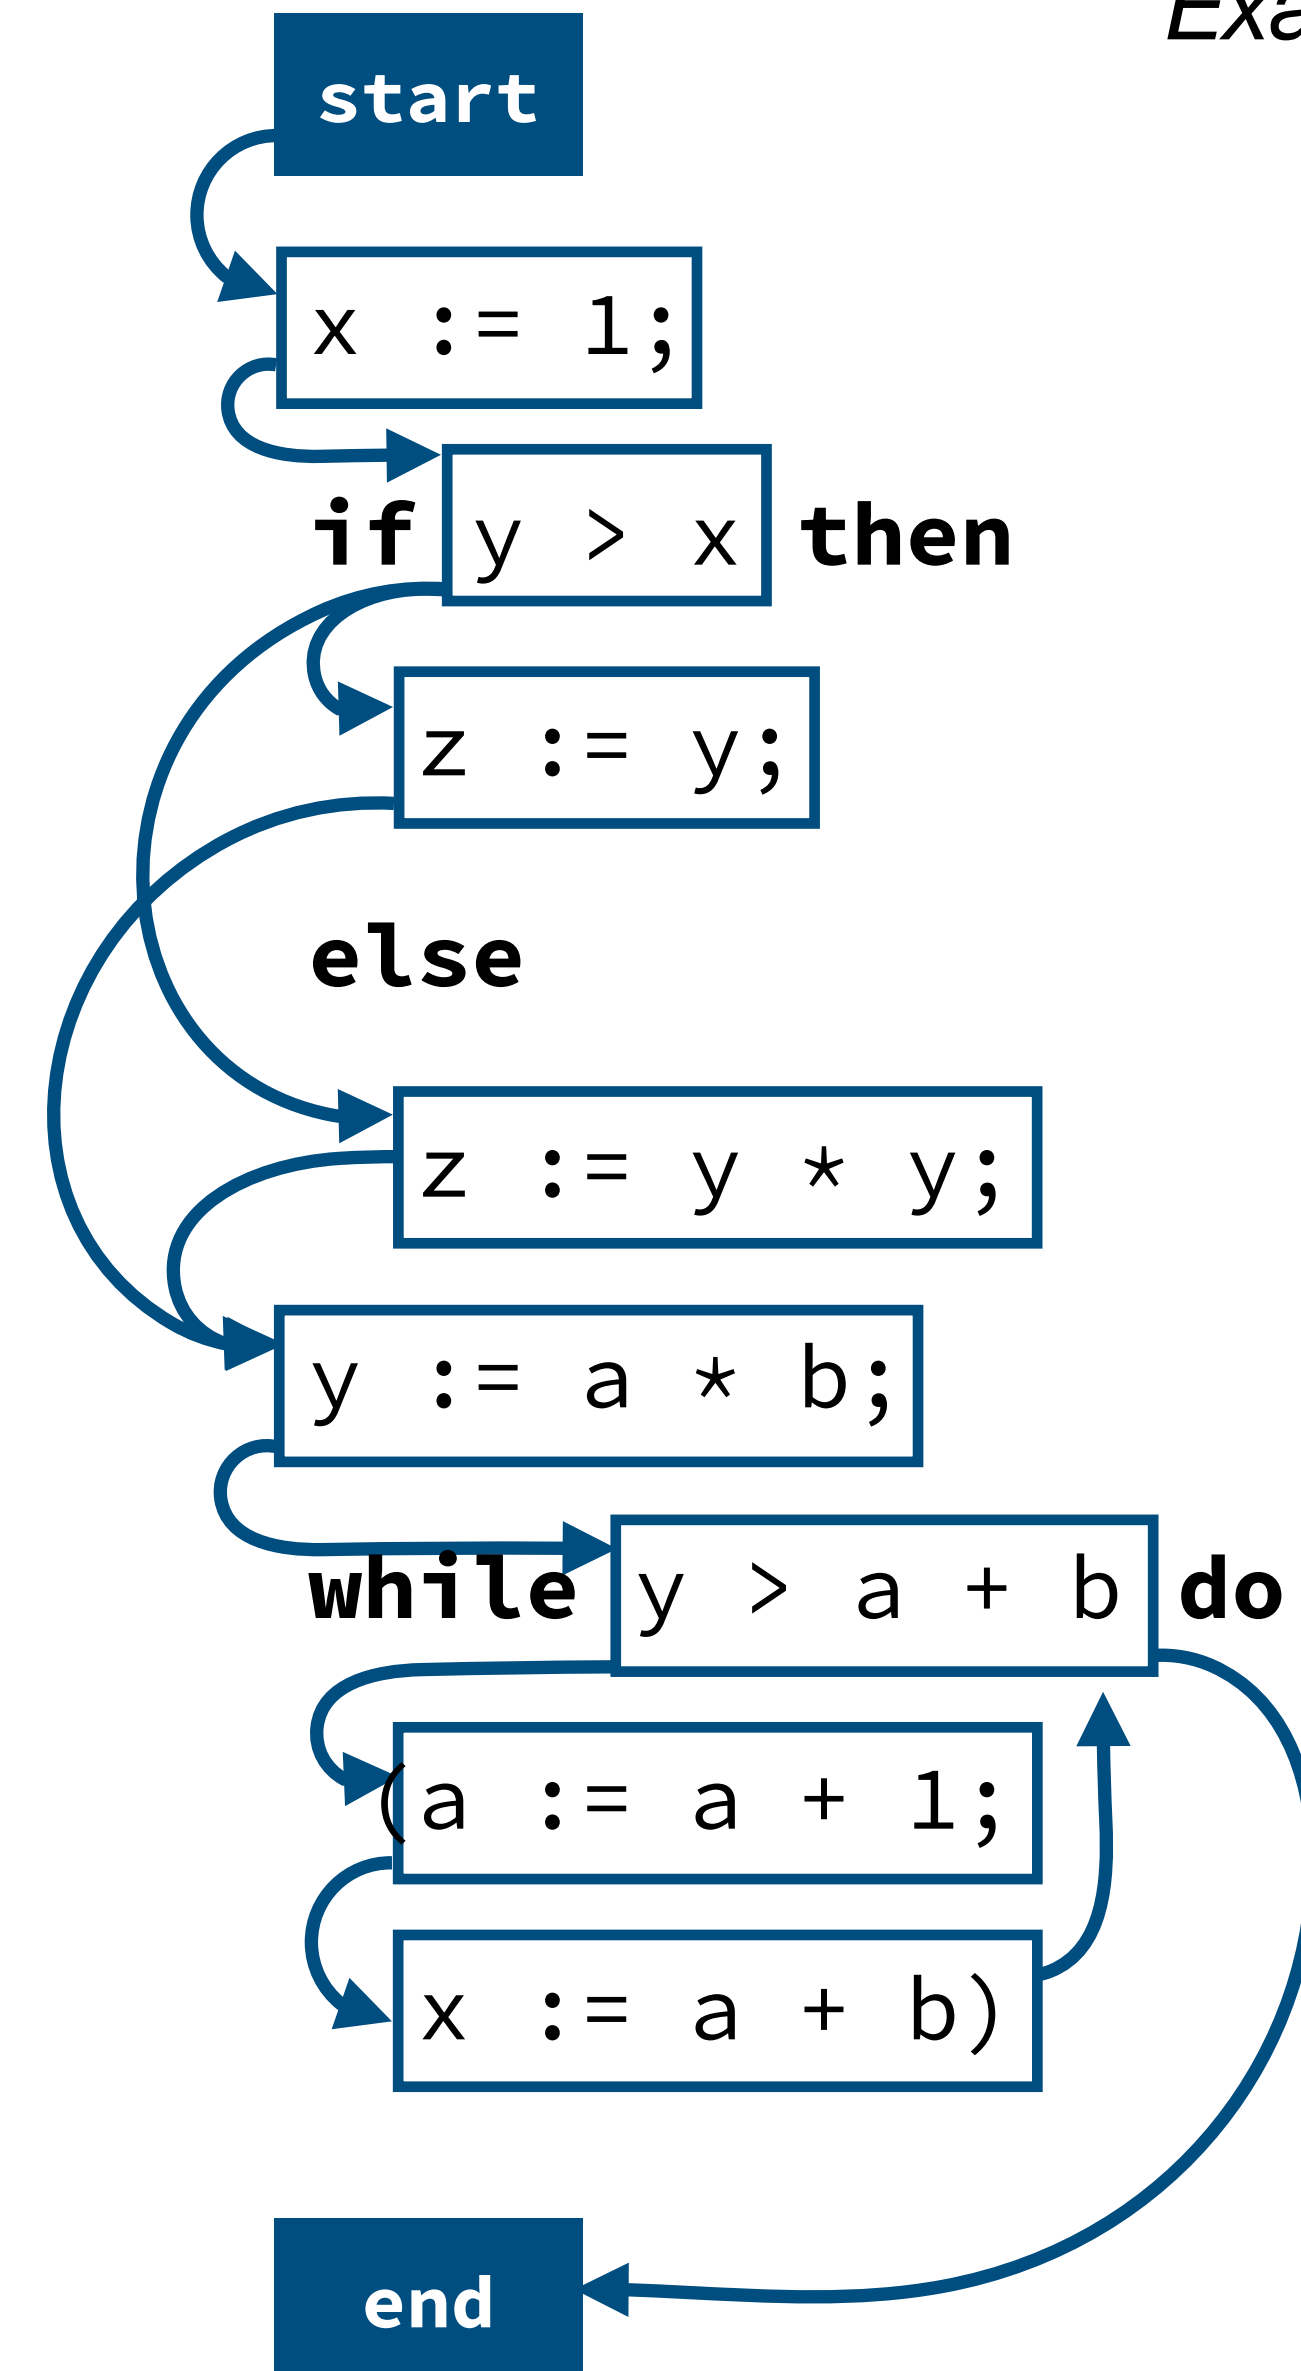 start
x := 1;
if y > x then
z := y;
else
z := y * y;
y := a * b;
while y > a + b do
(a := a + 1;
x := a + b)
end